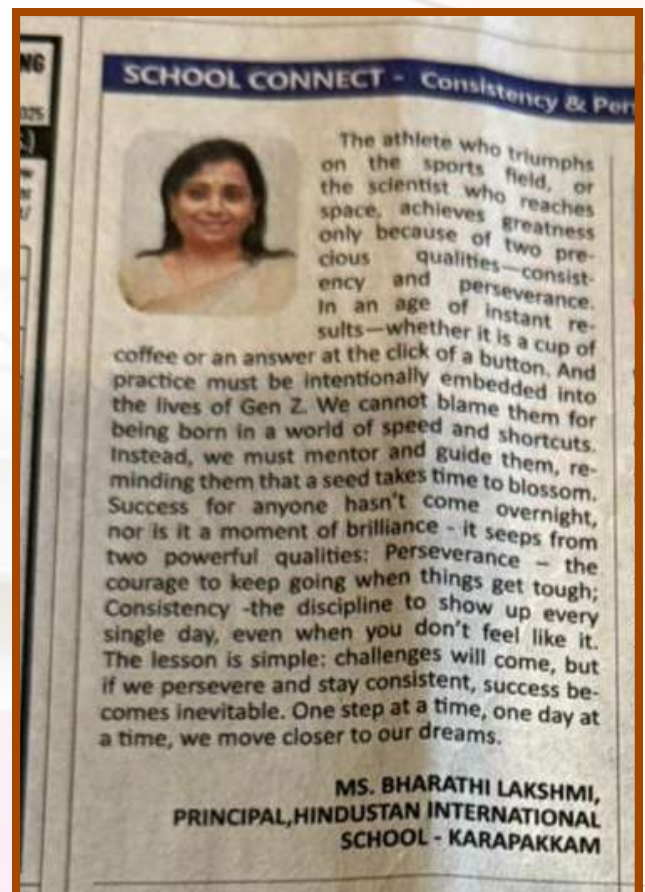 NG
025
SCHOOL CONNECT - Consistency & Per
The athlete who triumphs
on the sports field, or
the scientist who reaches
space, achieves greatness
only because of two pre-
cious qualities—consist-
ency and perseverance.
In an age of instant re-
sults—whether it is a cup of
coffee or an answer at the click of a button. And
practice must be intentionally embedded into
the lives of Gen Z. We cannot blame them for
being born in a world of speed and shortcuts.
Instead, we must mentor and guide them, re-
minding them that a seed takes time to blossom.
Success for anyone hasn't come overnight,
nor is it a moment of brilliance - it seeps from
two powerful qualities: Perseverance – the
courage to keep going when things get tough;
Consistency -the discipline to show up every
single day, even when you don't feel like it.
The lesson is simple: challenges will come, but
if we persevere and stay consistent, success be-
comes inevitable. One step at a time, one day at
a time, we move closer to our dreams.
MS. BHARATHI LAKSHMI,
PRINCIPAL,HINDUSTAN INTERNATIONAL
SCHOOL - KARAPAKKAM